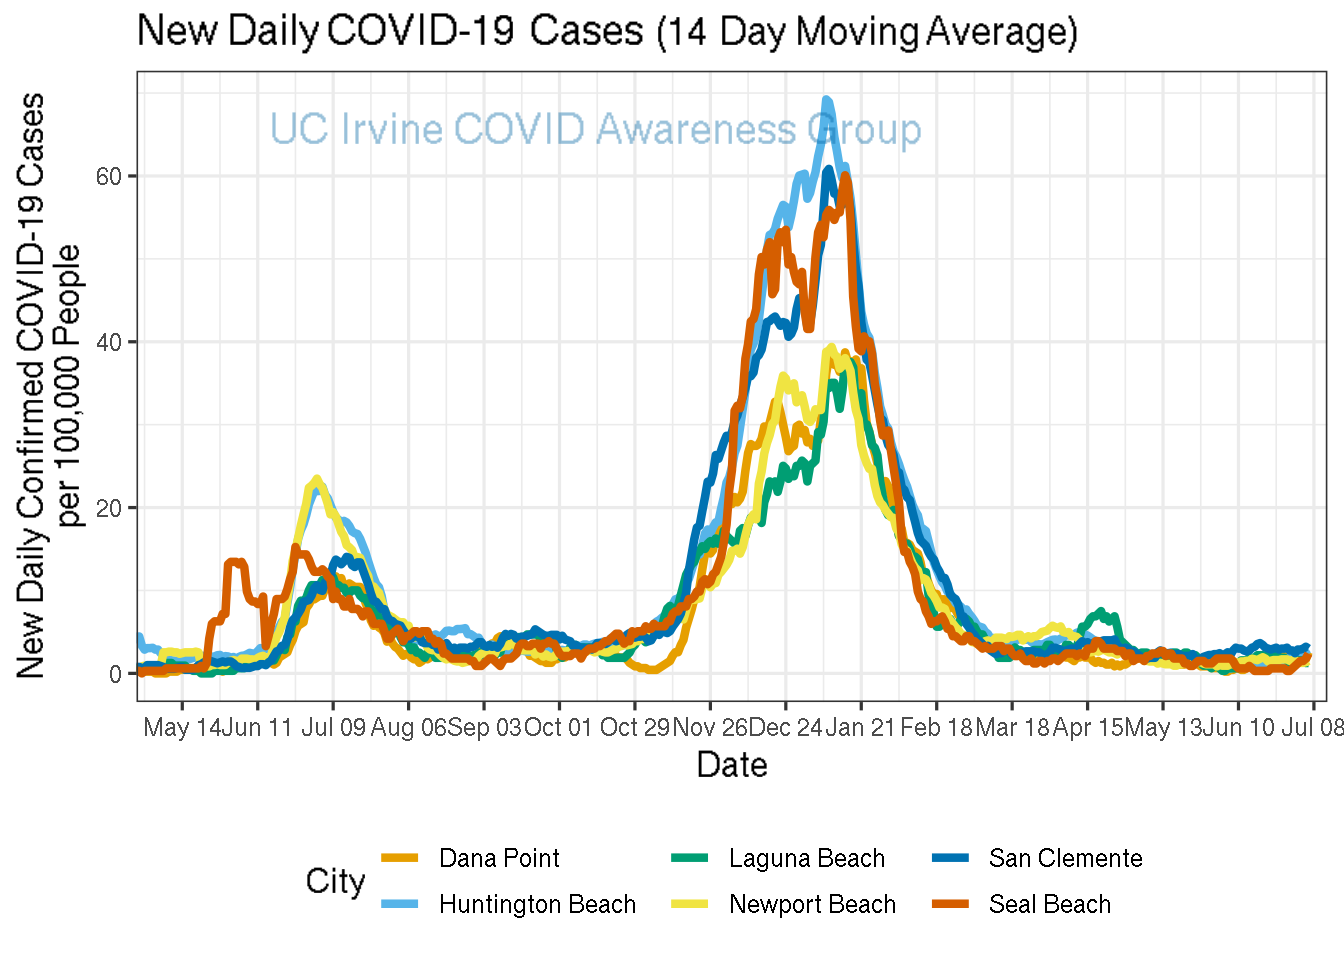 New Daily COVID-19 Cases (14 Day Moving Average)
UC Irvine COVID Awareness Group
New Daily Confirmed COVID-19 Cases
per 100,000 People
60
40
20
0
May 14 Jun 11 Jul 09 Aug 06 Sep 03 Oct 01 Oct 29 Nov 26 Dec 24 Jan 21 Feb 18 Mar 18 Apr 15 May 13 Jun 10 Jul 08
Date
City
Dana Point Laguna Beach San Clemente
Huntington Beach Newport Beach Seal Beach